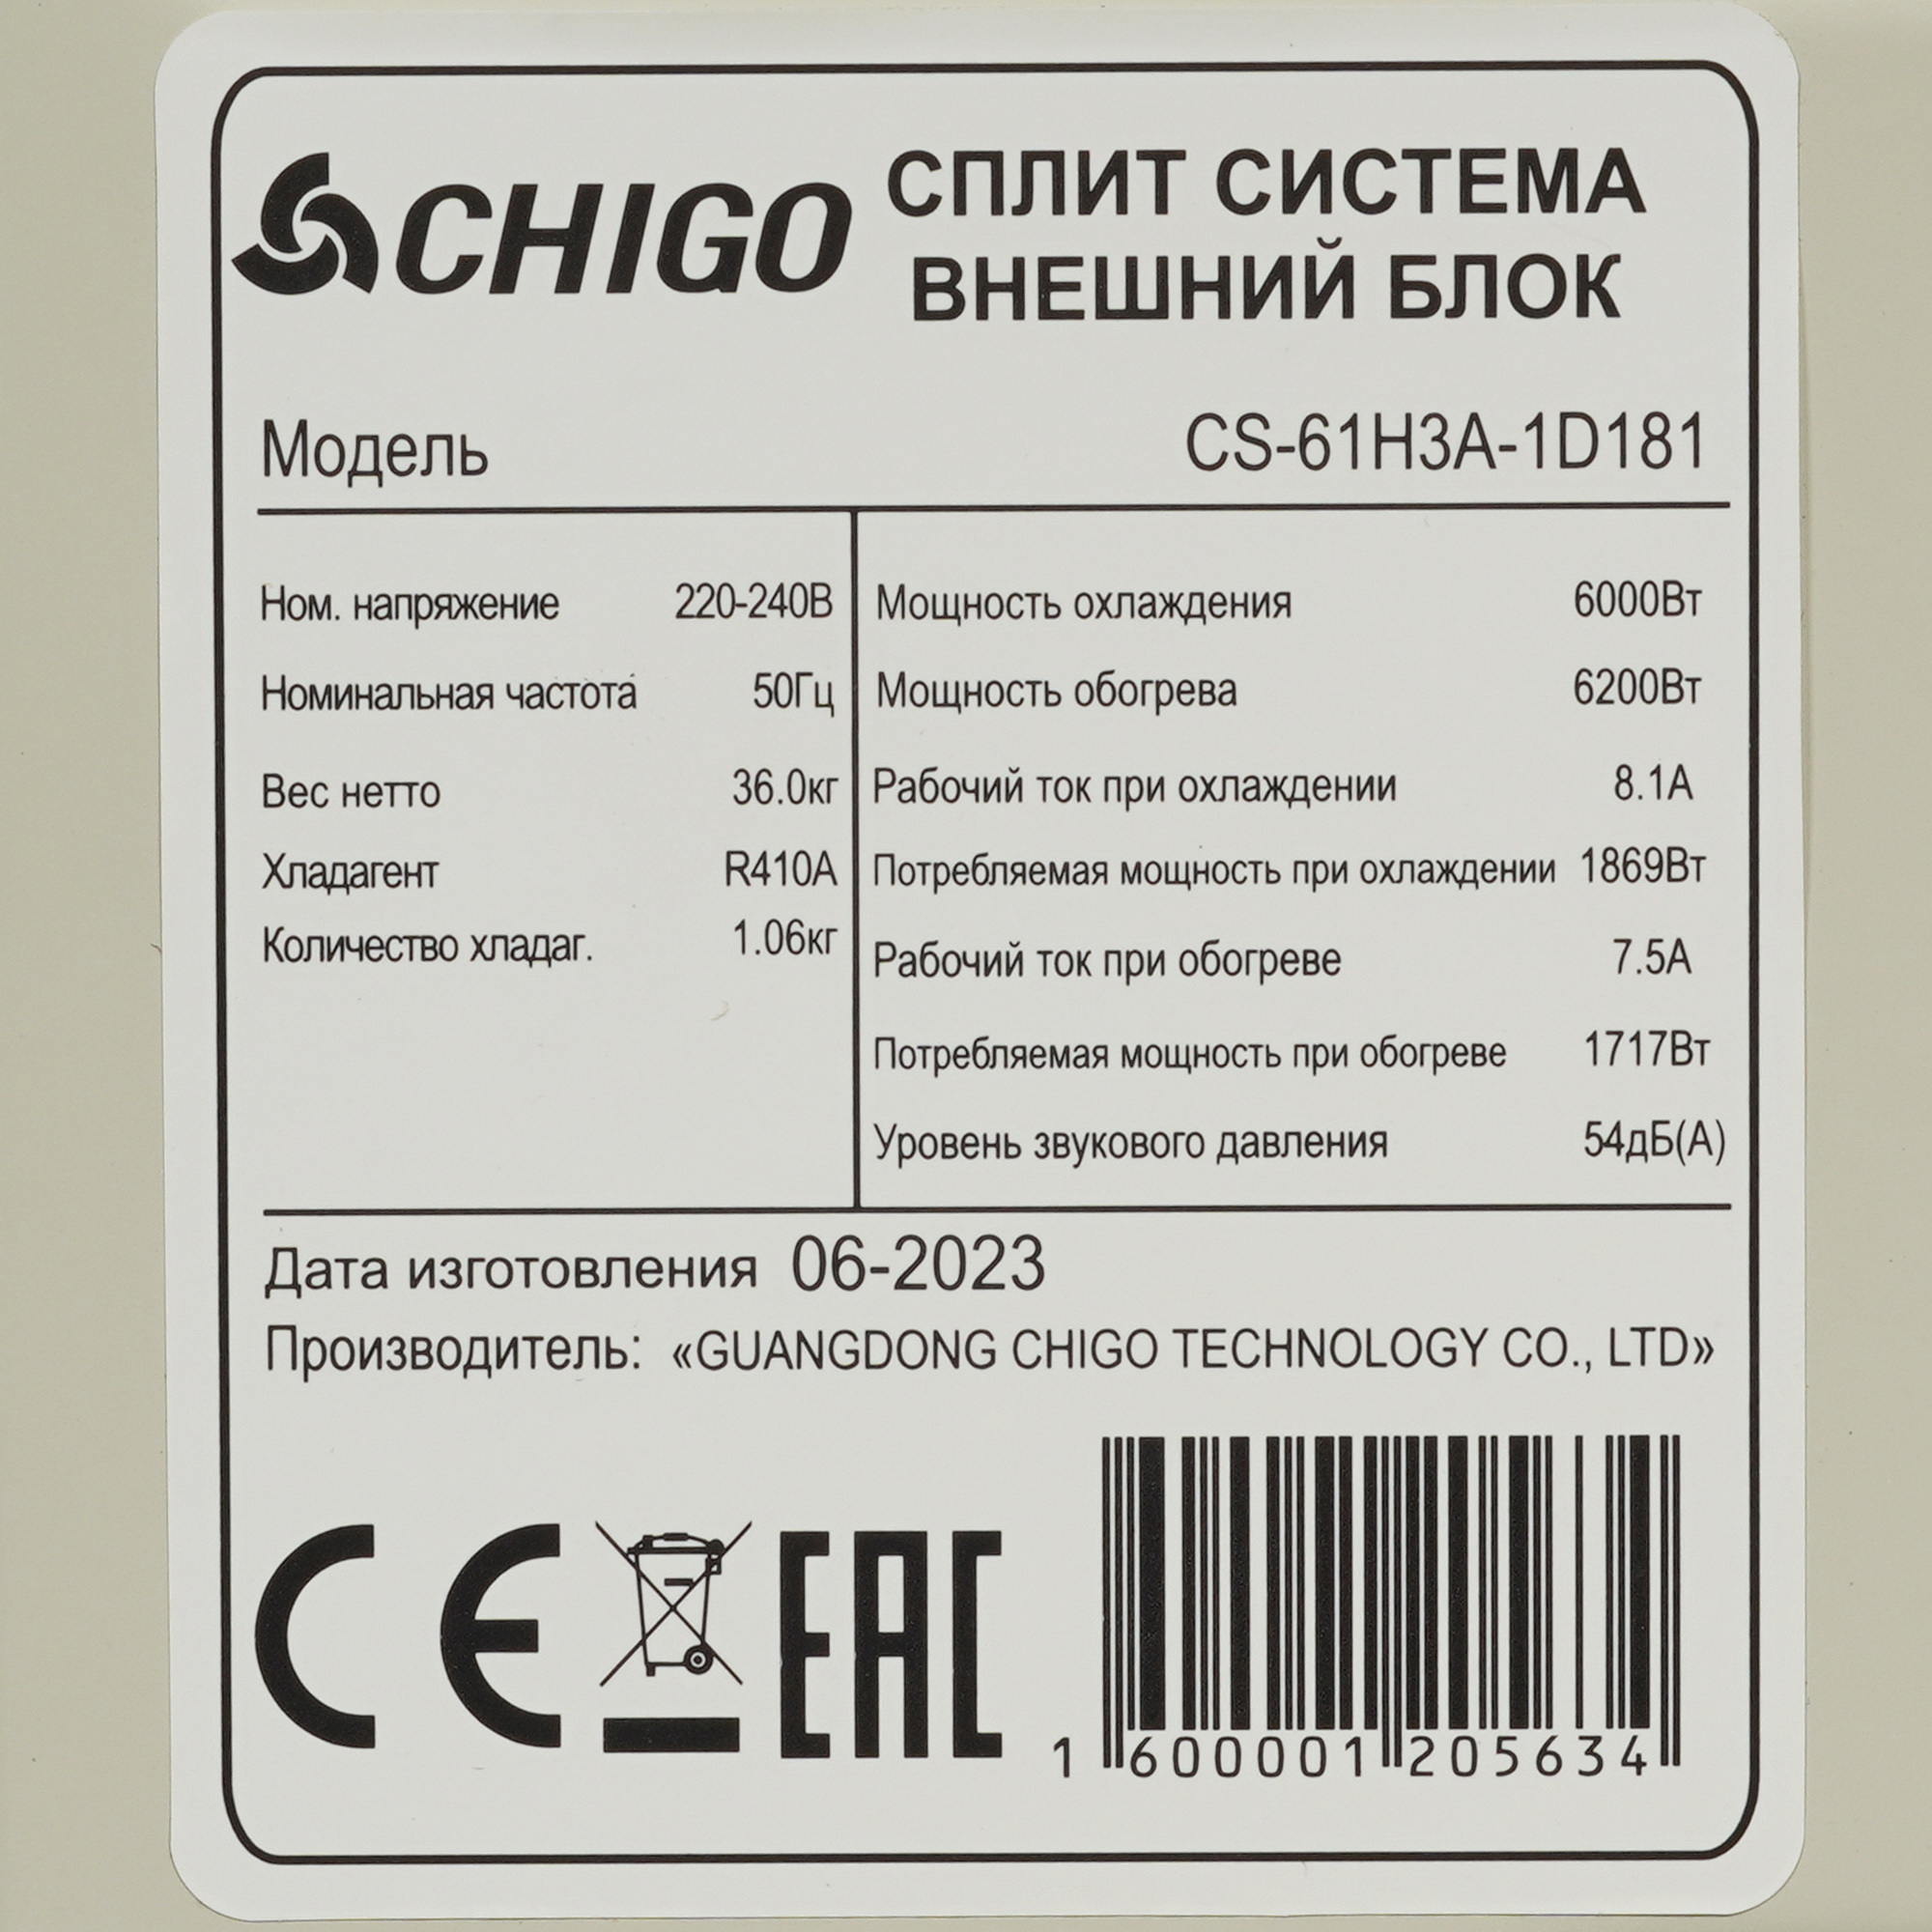 CHIGO СПЛИТ СИСТЕМА
ВНЕШНИЙ БЛОК
Модель CS-61H3A-1D181
Ном. напряжение 220-240В
Номинальная частота 50Гц
Вес нетто 36.0кг
Хладагент R410A
Количество хладаг. 1.06кг
Мощность охлаждения 6000Вт
Мощность обогрева 6200Вт
Рабочий ток при охлаждении 8.1А
Потребляемая мощность при охлаждении 1869Вт
Рабочий ток при обогреве 7.5А
Потребляемая мощность при обогреве 1717Вт
Уровень звукового давления 54дБ(А)
Дата изготовления 06-2023
Производитель: «GUANGDONG CHIGO TECHNOLOGY CO., LTD»
CE EAC
1 600001 205634